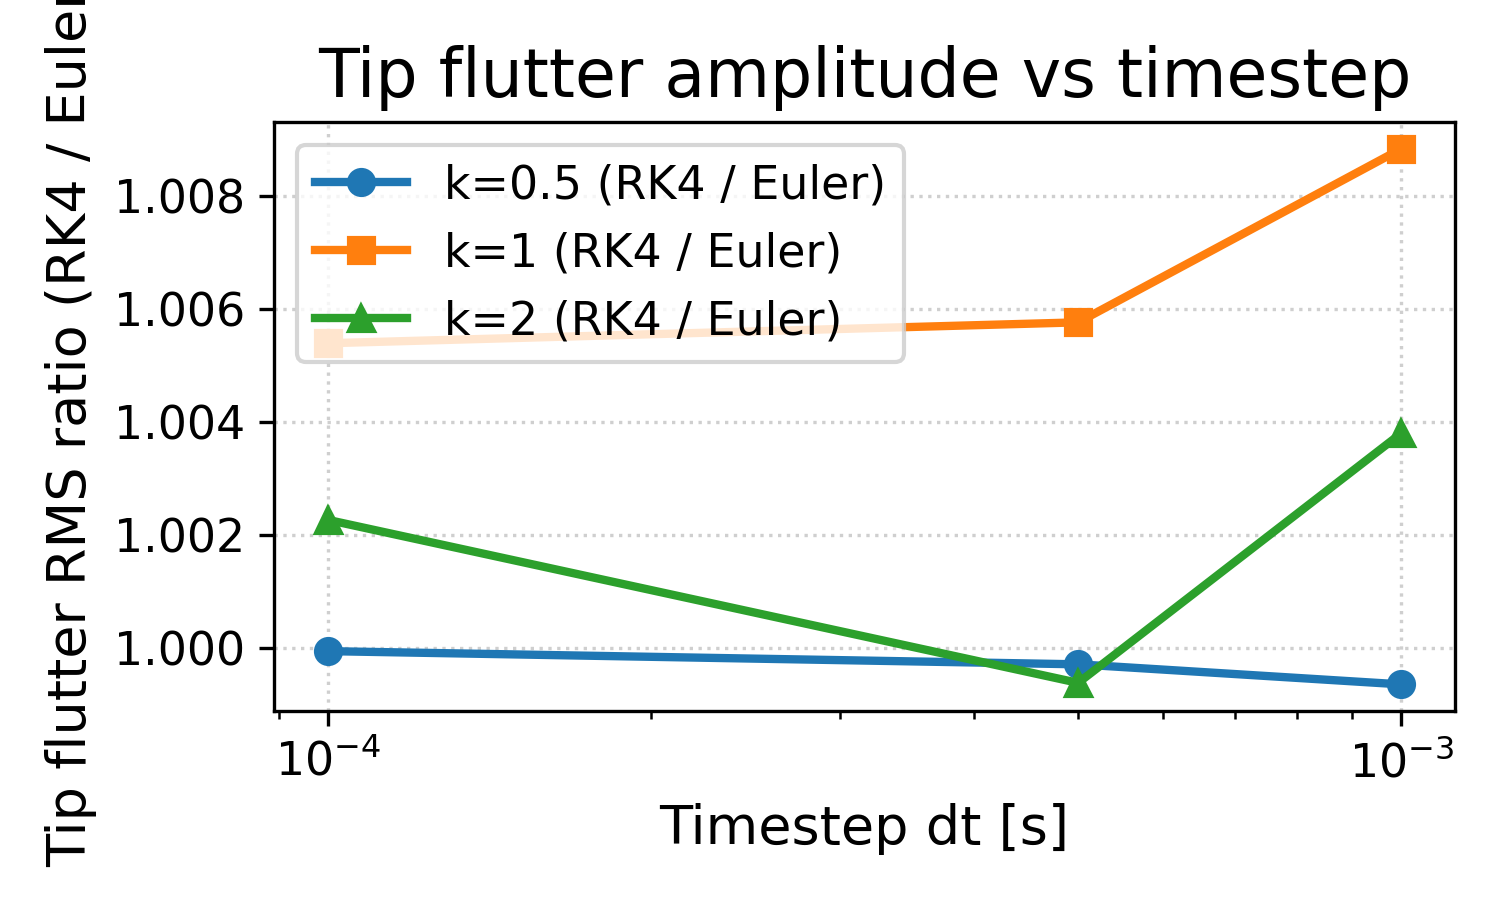 Tip flutter amplitude vs timestep
Tip flutter RMS ratio (RK4 / Euler
1.008
1.006
1.004
1.002
1.000
k=0.5 (RK4 / Euler)
k=1 (RK4 / Euler)
k=2 (RK4 / Euler)
10⁻⁴
10⁻³
Timestep dt [s]